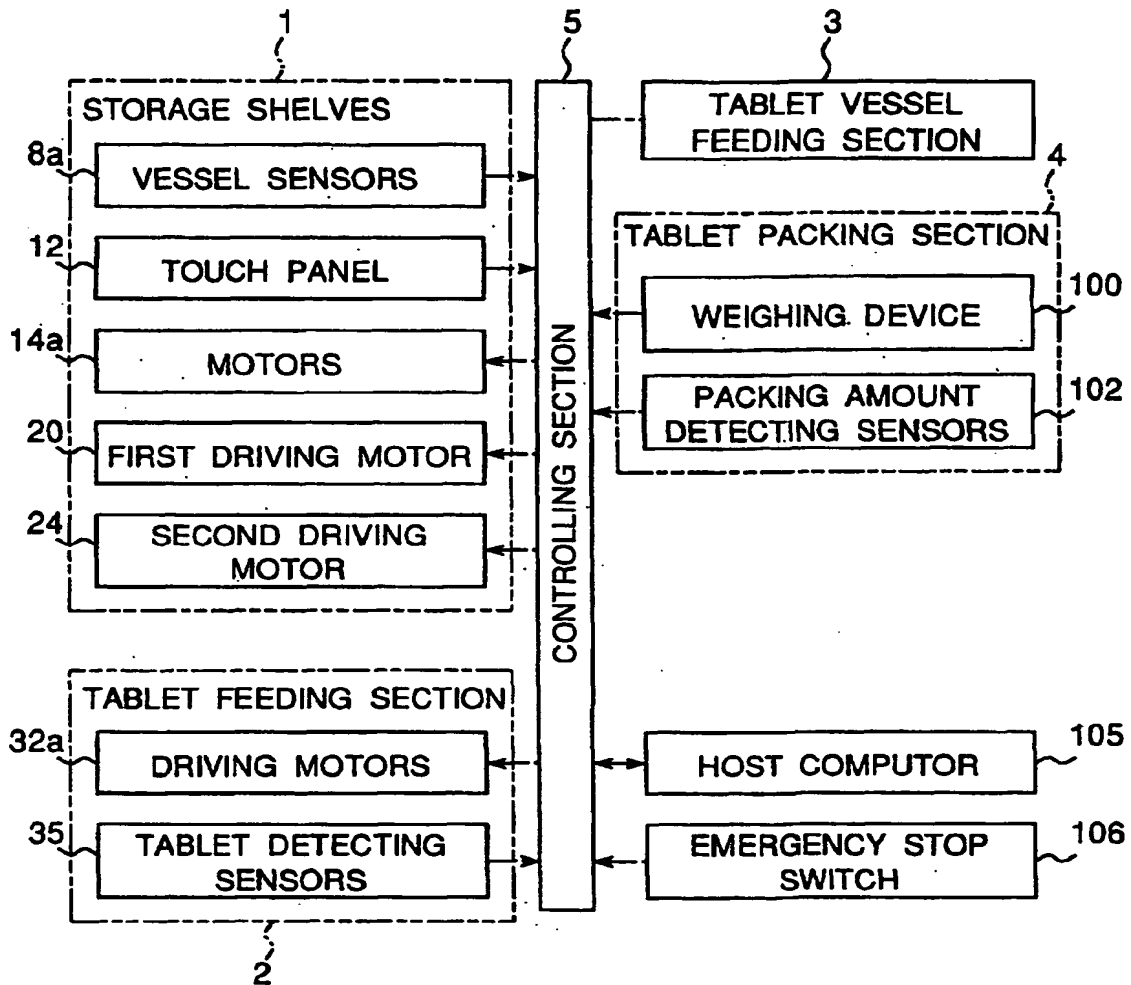 1
5
3
STORAGE SHELVES
8a
VESSEL SENSORS
12
TOUCH PANEL
14a
MOTORS
20
FIRST DRIVING MOTOR
24
SECOND DRIVING
MOTOR
TABLET FEEDING SECTION
32a
DRIVING MOTORS
35
TABLET DETECTING
SENSORS
2
CONTROLLING SECTION
TABLET VESSEL
FEEDING SECTION
4
TABLET PACKING SECTION
WEIGHING DEVICE
100
PACKING AMOUNT
DETECTING SENSORS
102
HOST COMPUTOR
105
EMERGENCY STOP
SWITCH
106